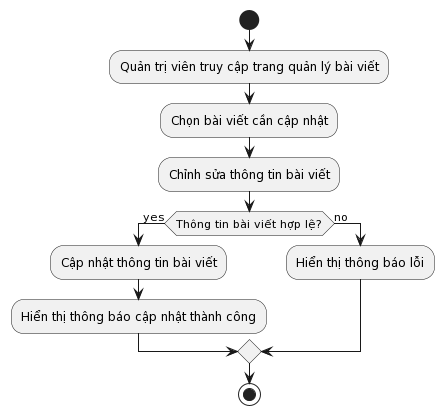 Quản trị viên truy cập trang quản lý bài viết
Chọn bài viết cần cập nhật
Chỉnh sửa thông tin bài viết
yes
Thông tin bài viết hợp lệ?
no
Cập nhật thông tin bài viết
Hiển thị thông báo lỗi
Hiển thị thông báo cập nhật thành công